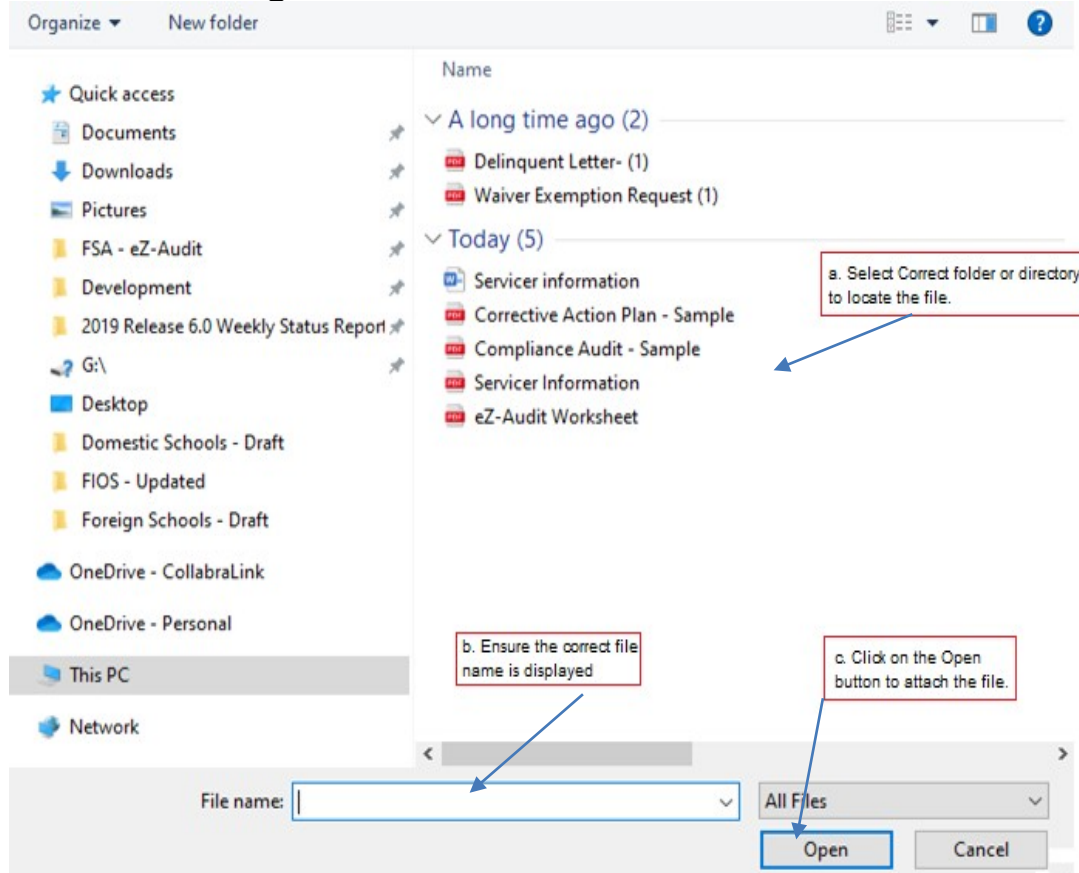 Organize New folder
Quick access
Documents
Downloads
Pictures
FSA - eZ-Audit
Development
2019 Release 6.0 Weekly Status Report
G:\
Desktop
Domestic Schools - Draft
FIOS - Updated
Foreign Schools - Draft
OneDrive - CollabraLink
OneDrive - Personal
This PC
Network
Name
A long time ago (2)
Delinquent Letter- (1)
Waiver Exemption Request (1)
Today (5)
Servicer information
Corrective Action Plan - Sample
Compliance Audit - Sample
Servicer Information
eZ-Audit Worksheet
a. Select Correct folder or directory
to locate the file.
b. Ensure the correct file
name is displayed
c. Click on the Open
button to attach the file.
File name:
All Files
Open
Cancel